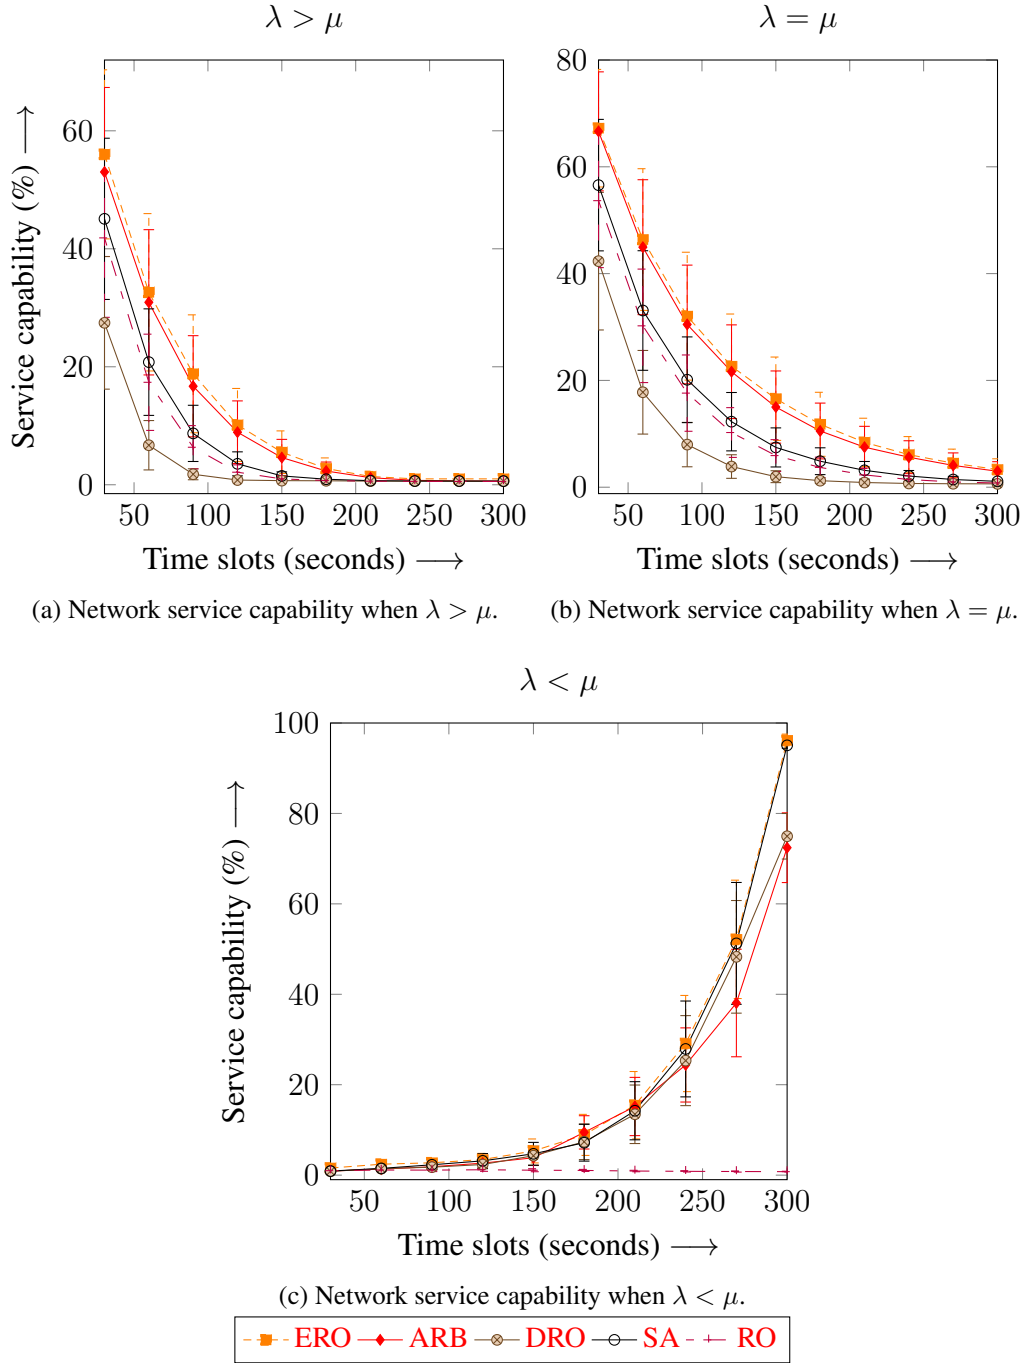 λ > μ
λ = μ
Service capability (%) ⟶
60
40
20
0
50 100 150 200 250 300
Time slots (seconds) ⟶
80
60
40
20
0
50 100 150 200 250 300
Time slots (seconds) ⟶
(a) Network service capability when λ > μ.
(b) Network service capability when λ = μ.
λ < μ
Service capability (%) ⟶
100
80
60
40
20
0
50 100 150 200 250 300
Time slots (seconds) ⟶
(c) Network service capability when λ < μ.
ERO ARB DRO SA RO